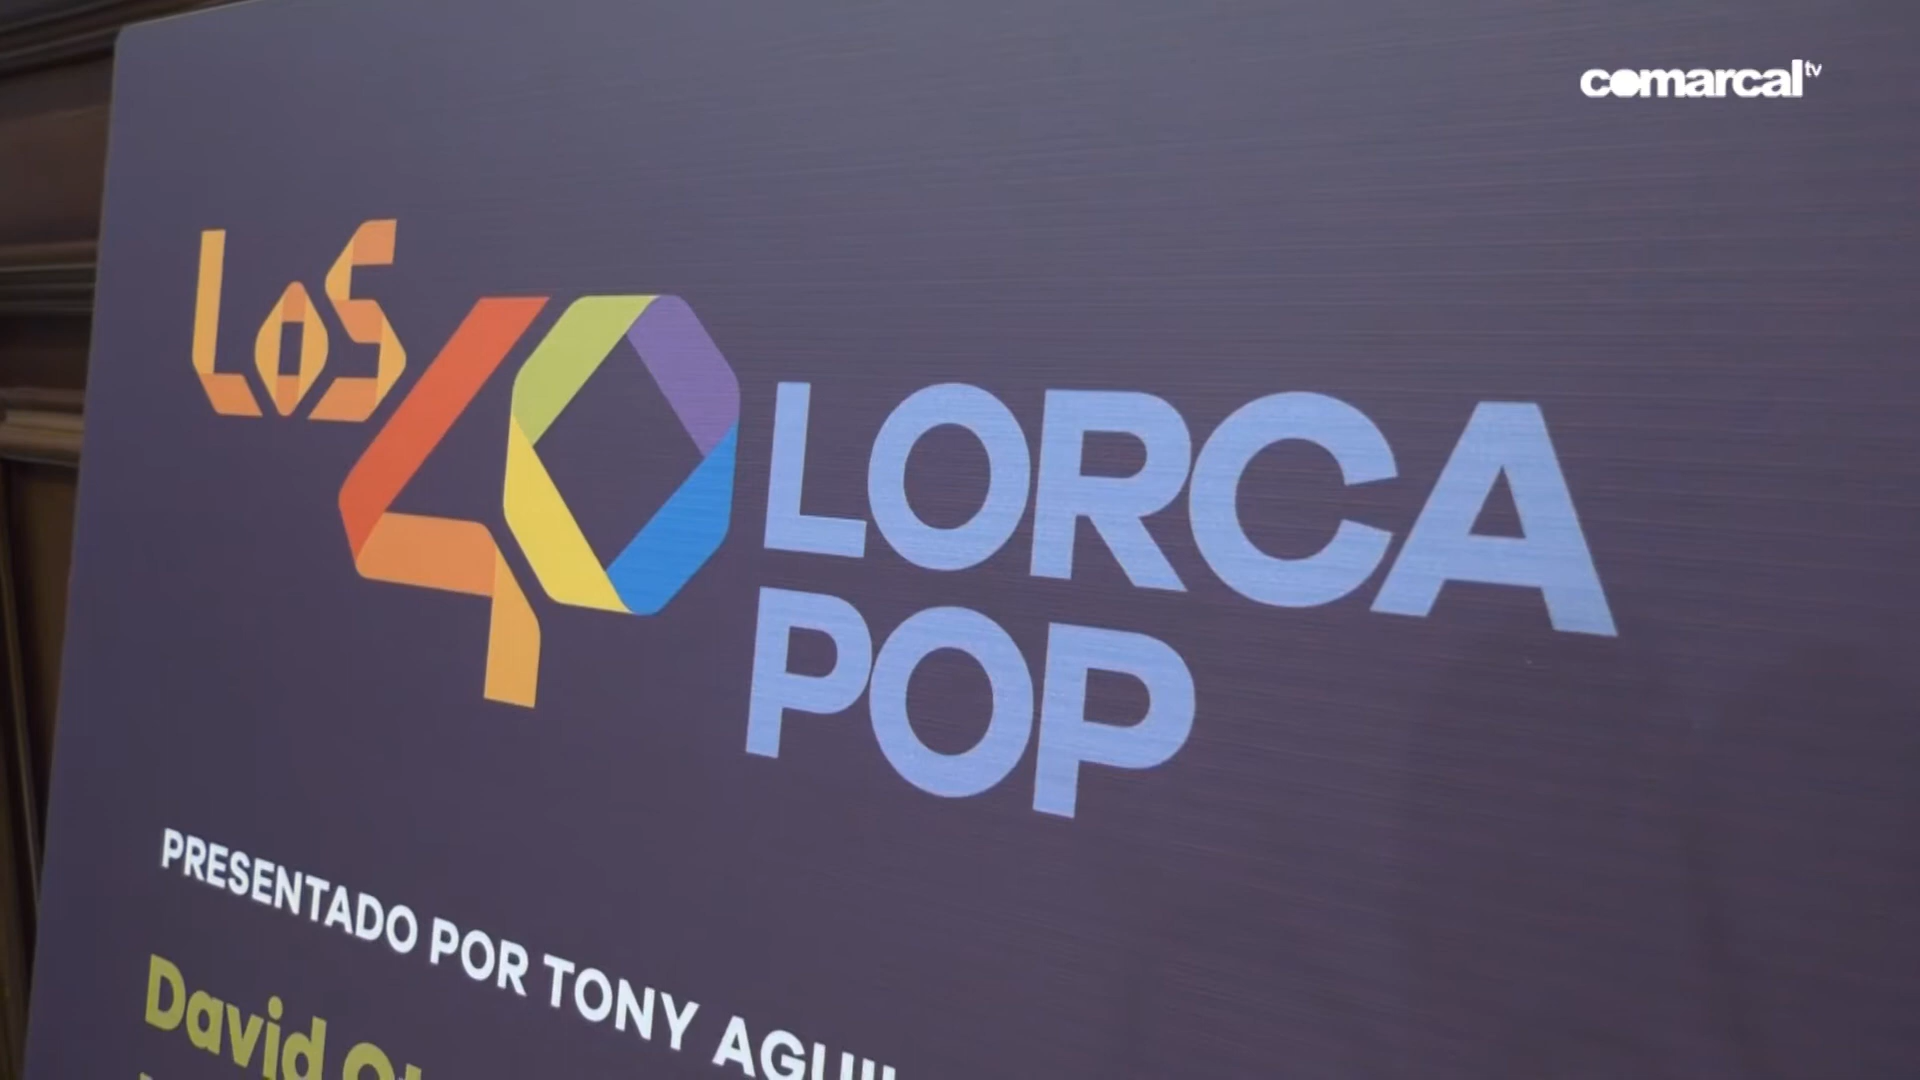 comarcal tv
LOS
40
LORCA
POP
PRESENTADO POR TONY
David